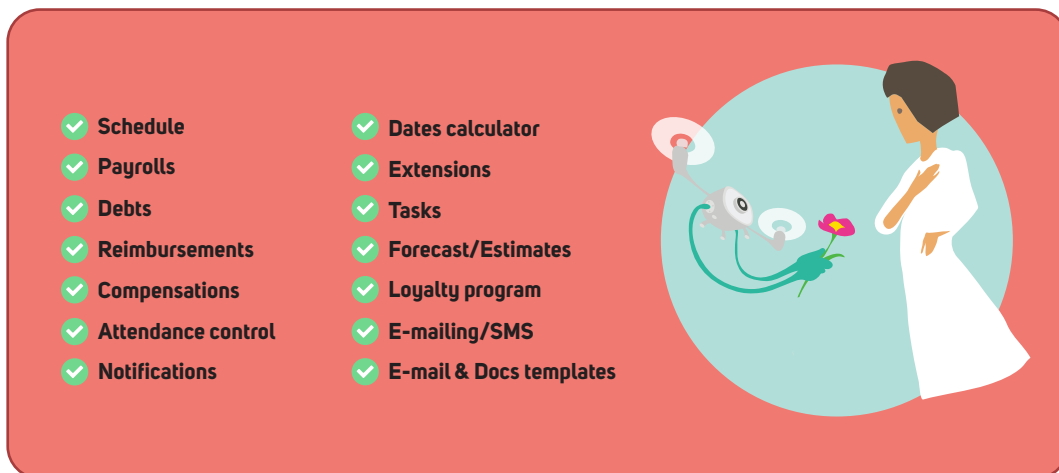 Schedule
Payrolls
Debts
Reimbursements
Compensations
Attendance control
Notifications
Dates calculator
Extensions
Tasks
Forecast/Estimates
Loyalty program
E-mailing/SMS
E-mail & Docs templates